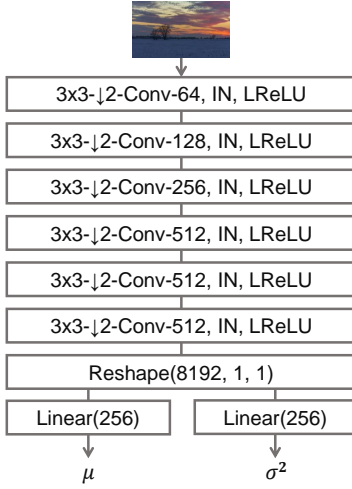 3x3-↓2-Conv-64, IN, LReLU
3x3-↓2-Conv-128, IN, LReLU
3x3-↓2-Conv-256, IN, LReLU
3x3-↓2-Conv-512, IN, LReLU
3x3-↓2-Conv-512, IN, LReLU
3x3-↓2-Conv-512, IN, LReLU
Reshape(8192, 1, 1)
Linear(256) Linear(256)
μ σ²